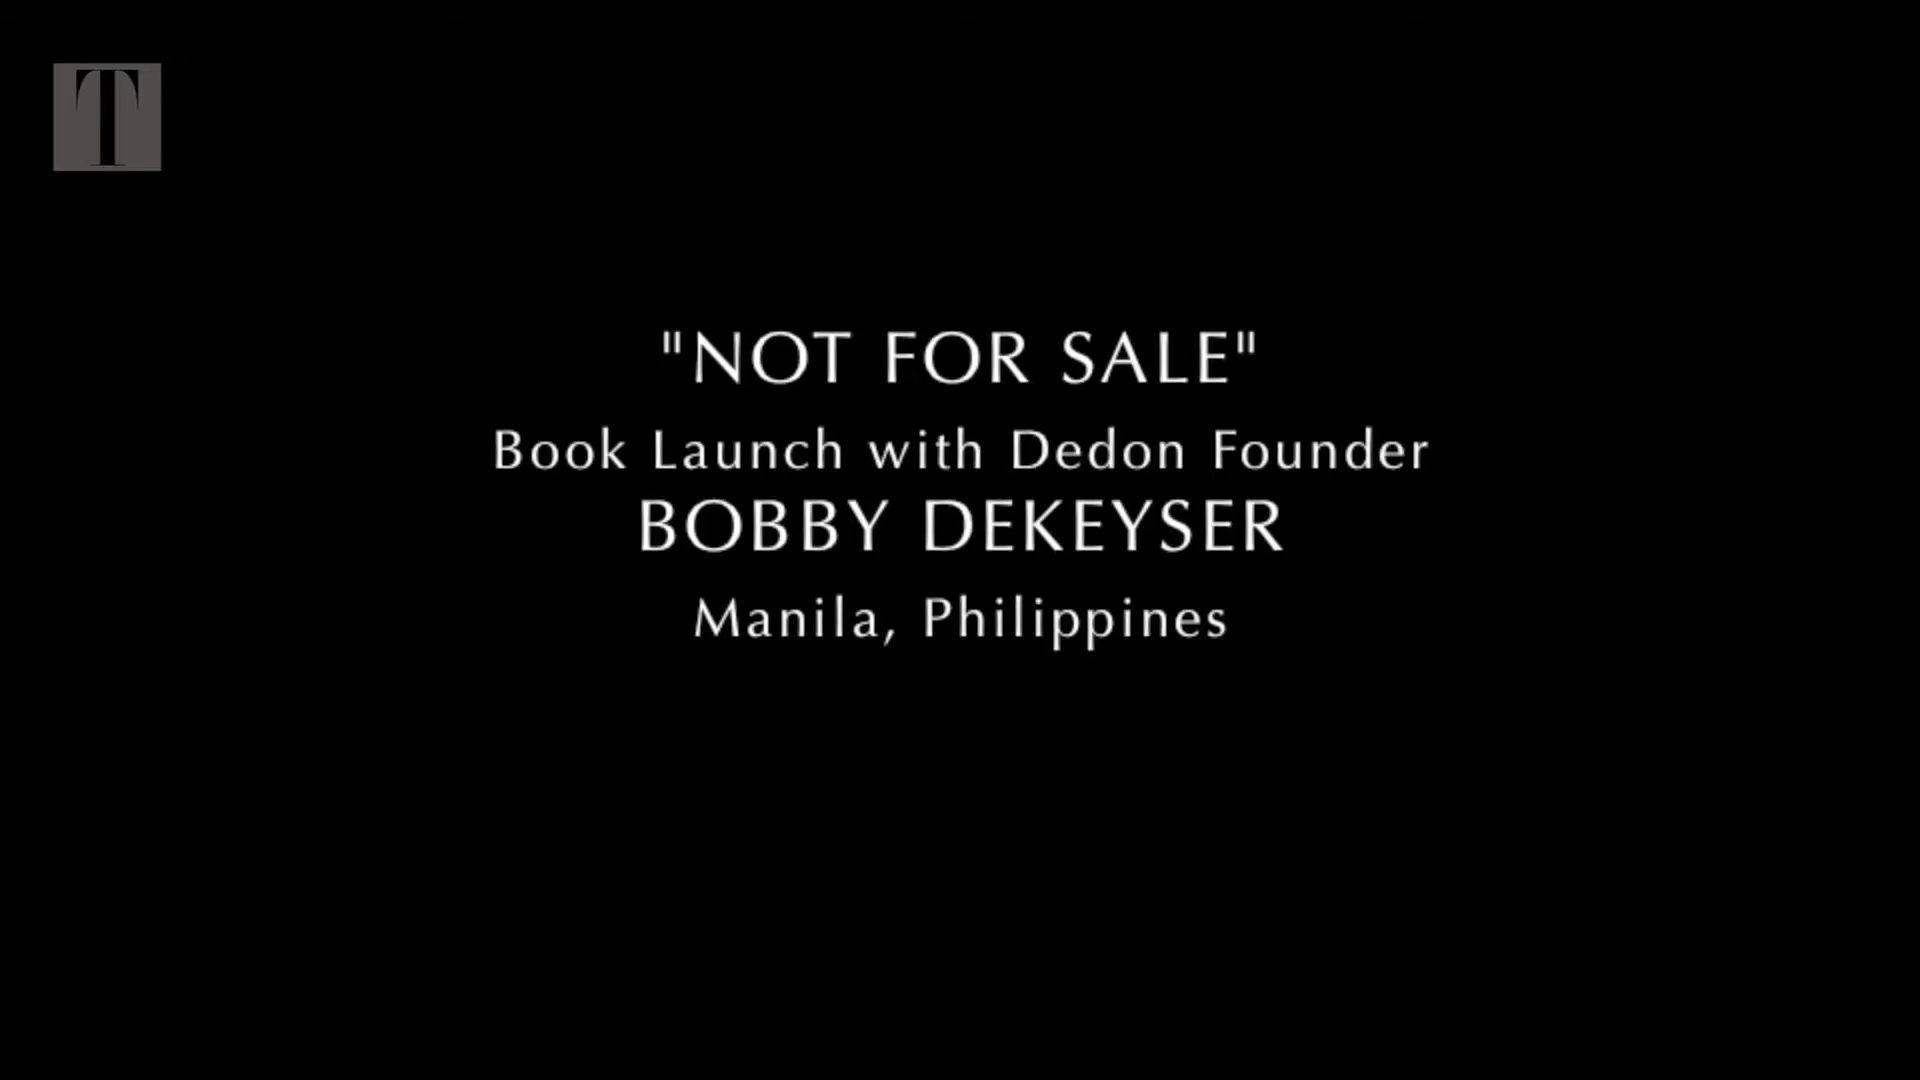 T
"NOT FOR SALE"
Book Launch with Dedon Founder
BOBBY DEKEYSER
Manila, Philippines